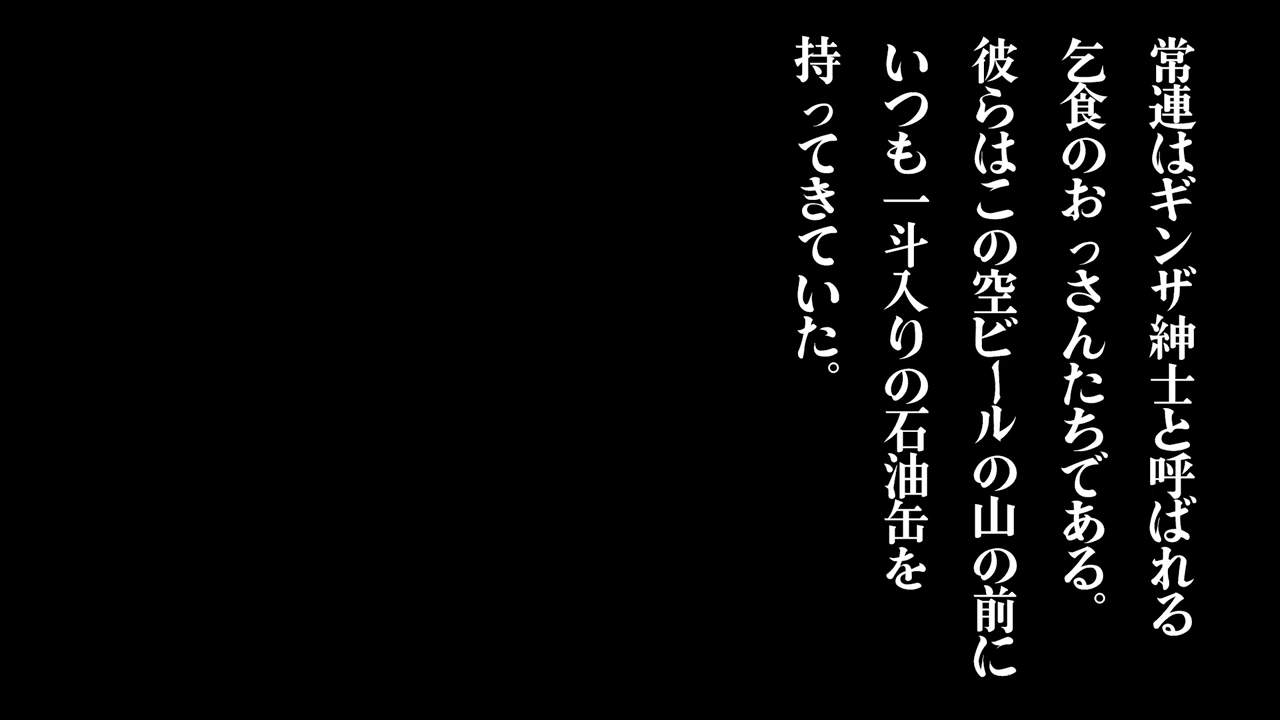 常連はギンザ紳士と呼ばれる
乞食のおっさんたちである。
彼らはこの空ビールの山の前に
いつも一斗入りの石油缶を
持ってきていた。